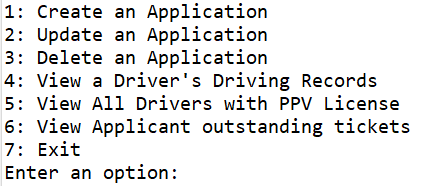 1: Create an Application
2: Update an Application
3: Delete an Application
4: View a Driver's Driving Records
5: View All Drivers with PPV License
6: View Applicant outstanding tickets
7: Exit
Enter an option: